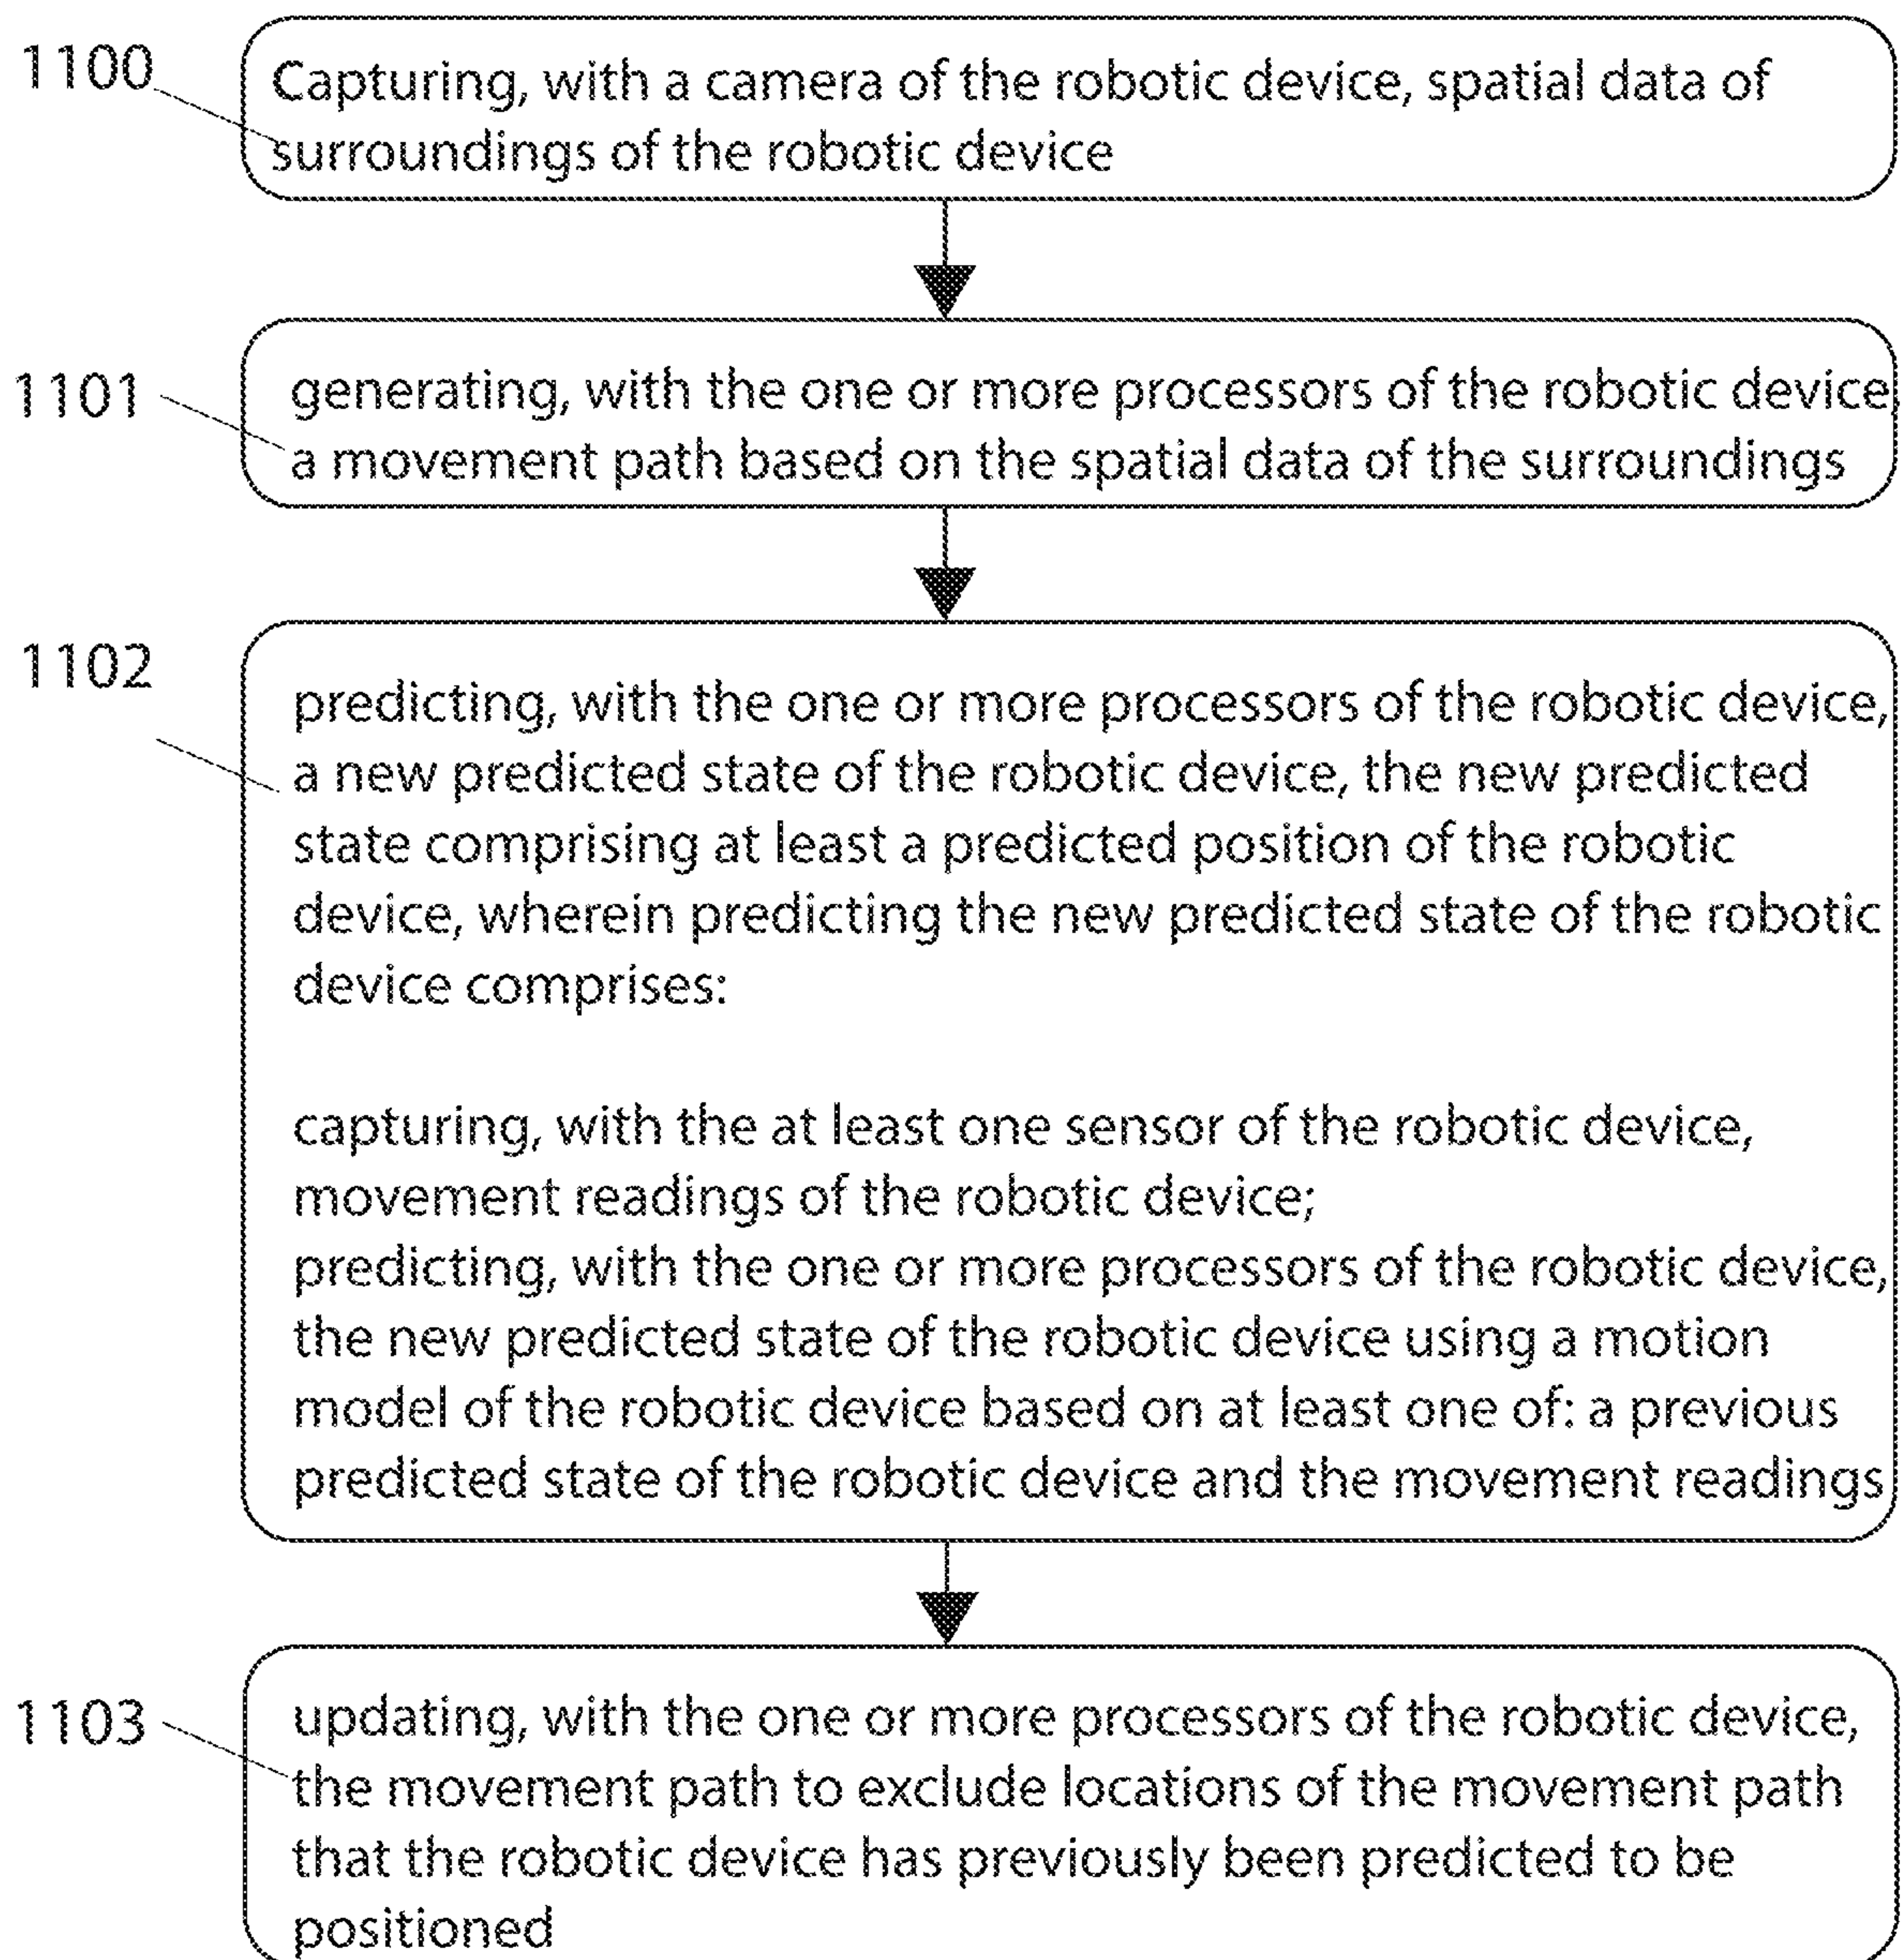 1100
Capturing, with a camera of the robotic device, spatial data of
surroundings of the robotic device
1101
generating, with the one or more processors of the robotic device,
a movement path based on the spatial data of the surroundings
1102
predicting, with the one or more processors of the robotic device,
a new predicted state of the robotic device, the new predicted
state comprising at least a predicted position of the robotic
device, wherein predicting the new predicted state of the robotic
device comprises:
capturing, with the at least one sensor of the robotic device,
movement readings of the robotic device;
predicting, with the one or more processors of the robotic device,
the new predicted state of the robotic device using a motion
model of the robotic device based on at least one of: a previous
predicted state of the robotic device and the movement readings
1103
updating, with the one or more processors of the robotic device,
the movement path to exclude locations of the movement path
that the robotic device has previously been predicted to be
positioned